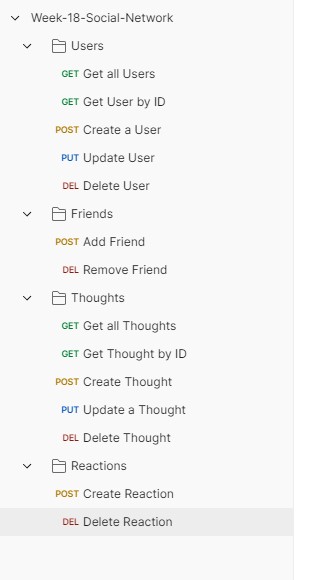 Week-18-Social-Network
Users
GET Get all Users
GET Get User by ID
POST Create a User
PUT Update User
DEL Delete User
Friends
POST Add Friend
DEL Remove Friend
Thoughts
GET Get all Thoughts
GET Get Thought by ID
POST Create Thought
PUT Update a Thought
DEL Delete Thought
Reactions
POST Create Reaction
DEL Delete Reaction